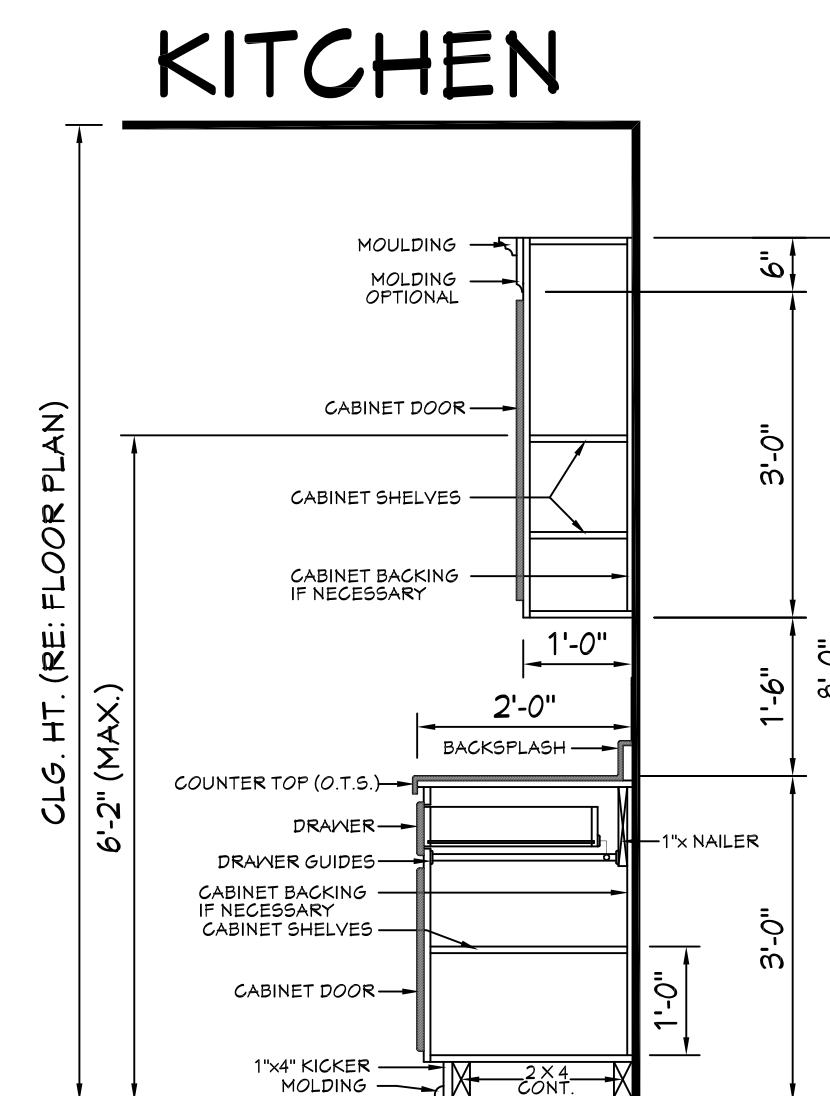 KITCHEN
MOULDING
6"
MOLDING
OPTIONAL
CABINET DOOR
3'-0"
CABINET SHELVES
CABINET BACKING
IF NECESSARY
CLG. HT. (RE: FLOOR PLAN)
6'-2" (MAX.)
1'-0"
1'-6"
2'-0"
BACKSPLASH
COUNTER TOP (O.T.S.)
DRAWER
1"x NAILER
DRAWER GUIDES
CABINET BACKING
IF NECESSARY
CABINET SHELVES
3'-0"
CABINET DOOR
1'-0"
1"x4" KICKER
MOLDING
2 X 4
CONT.